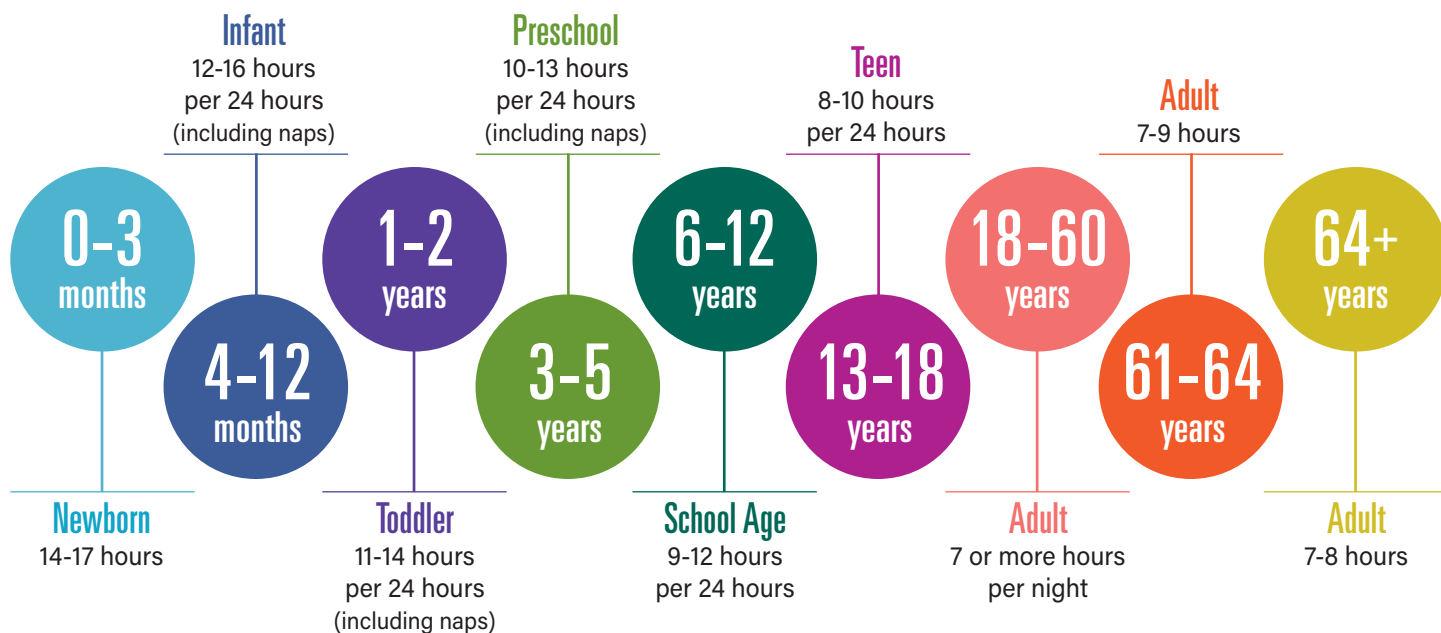 0-3
months
Newborn
14-17 hours
Infant
12-16 hours
per 24 hours
(including naps)
4-12
months
1-2
years
Toddler
11-14 hours
per 24 hours
(including naps)
Preschool
10-13 hours
per 24 hours
(including naps)
3-5
years
6-12
years
School Age
9-12 hours
per 24 hours
Teen
8-10 hours
per 24 hours
13-18
years
18-60
years
Adult
7 or more hours
per night
Adult
7-9 hours
61-64
years
64+
years
Adult
7-8 hours